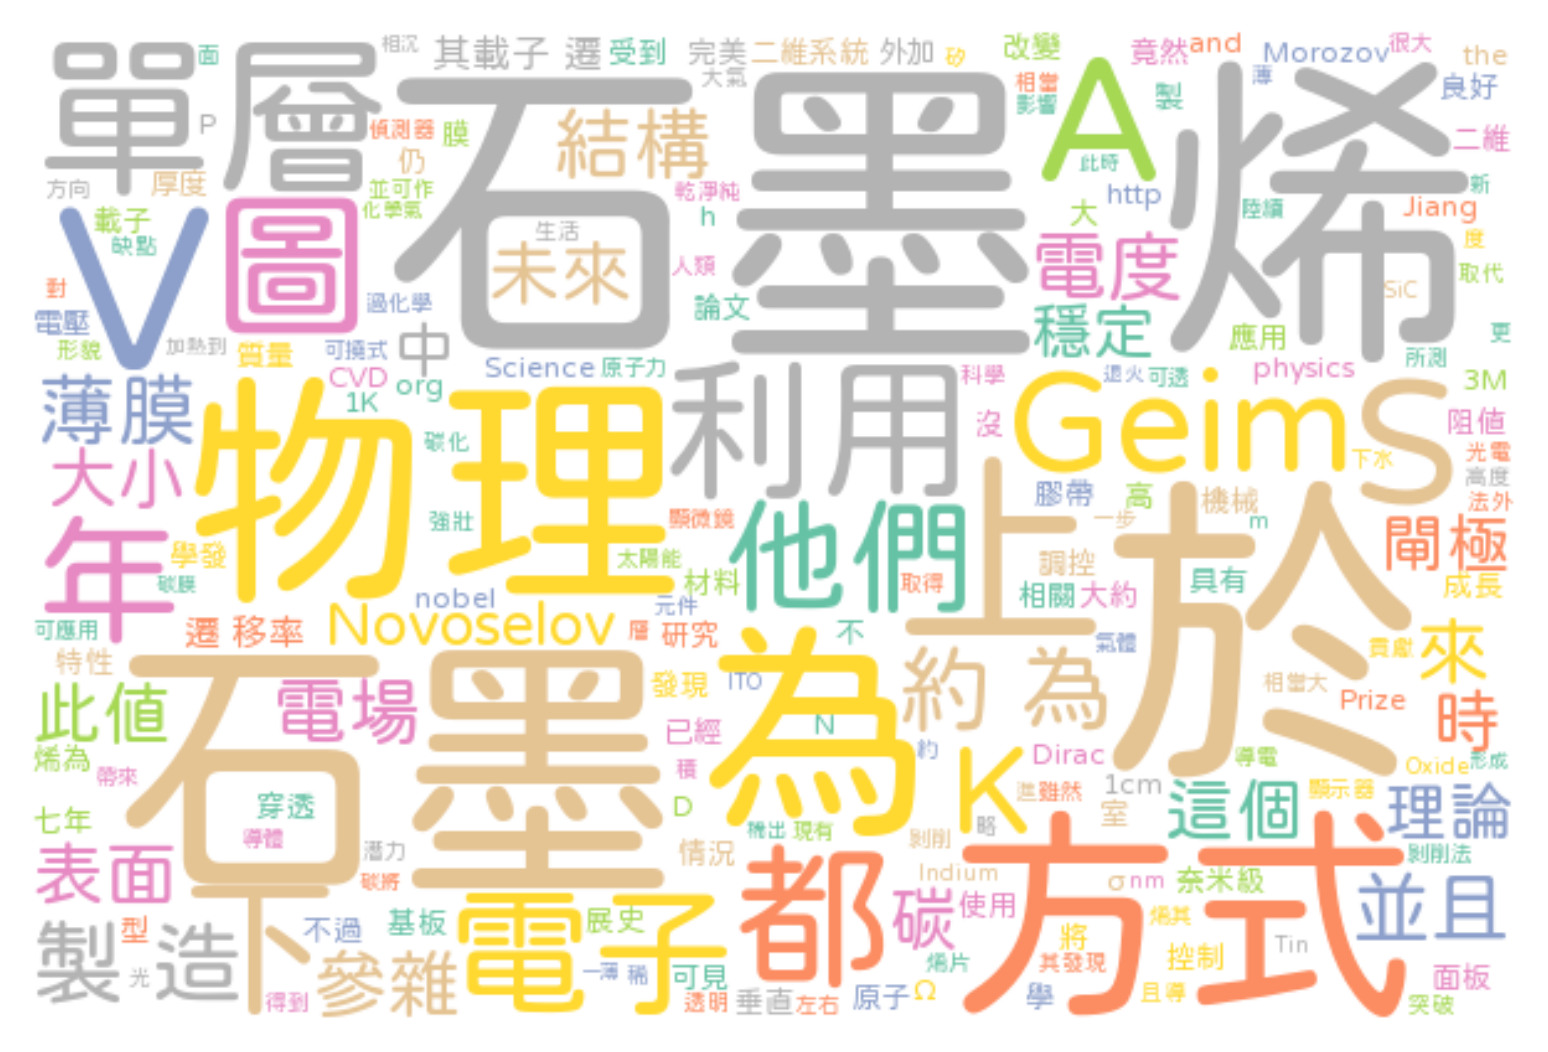 單層
面
相沉
其載子 遷
受到
完美
二維系統
外加
矽
改變
竟然
and
Morozov
很大
the
大氣
相當
影響
製
薄
良好
P
偵測器
膜
結構
石墨烯
A
此時
二維
仍
方向
厚度
並可作
化學氣
乾淨純
h
http
大
陸續
新
Jiang
載子
缺點
V
圖
生活
未來
人類
電度
度
對
過化學
論文
SiC
取代
電壓
穩定
應用
更
形貌
加熱到
質量
可撓式
中
Science
原子力
所測
CVD
1K
org
利用
科學
退火
可透
physics
3M
薄膜
物理
碳化
沒
Geim
S
阻值
下水
光電
大小
膠帶
高
機械
高度
法外
強壯
顯微鏡
他們
上
一步
m
於
閘極
年
學發
碳膜
太陽能
材料
取得
調控
相關
大約
具有
成長
nobel
元件
可應用
遷 移率
Novoselov
層
研究
不
氣體
貢獻
來
特性
石墨
電場
發現
ITO
為
約 為
相當大
此值
已經
N
Prize
時
烯為
帶來
積
約
K
Dirac
導電
Oxide
形成
穿透
D
進
雖然
1cm
這個
顯示器
理論
七年
導體
機出
現有
略
室
表面
潛力
碳將
情況
剝削
方式
剝削法
Indium
σ
nm
奈米級
下
電子
都
碳
使用
並且
製造
型
不過
基板
展史
將
烯其
光
參雜
一薄
稀
可見
烯片
其發現
控制
Tin
面板
得到
透明
垂直
左右
原子
Ω
學
且導
突破